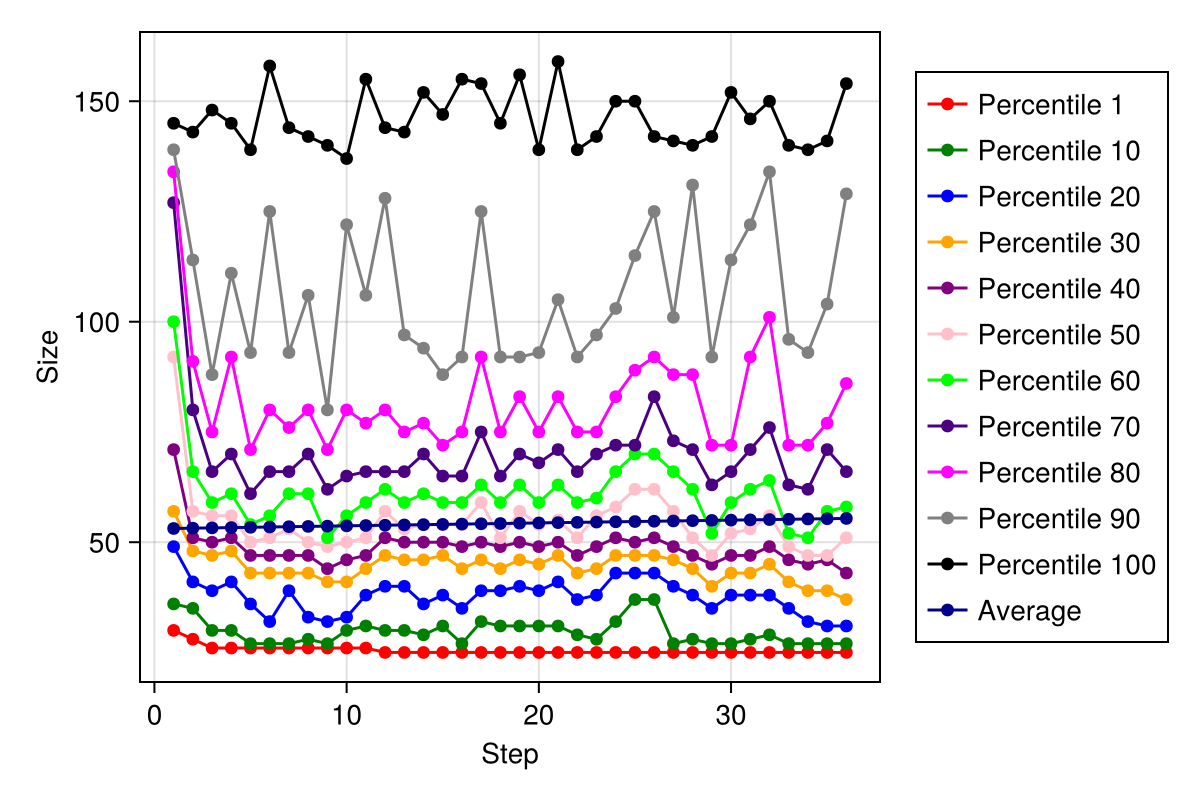 150
100
50
Size
0
10
20
30
Step
Percentile 1
Percentile 10
Percentile 20
Percentile 30
Percentile 40
Percentile 50
Percentile 60
Percentile 70
Percentile 80
Percentile 90
Percentile 100
Average